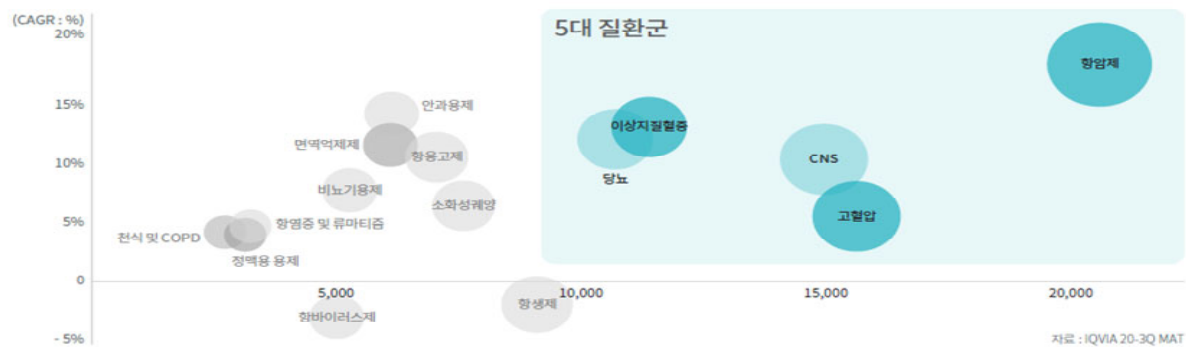 (CAGR : %)
20%
15%
10%
5%
0
- 5%
5대 질환군
항암제
안과용제
면역억제제
항응고제
이상지질혈증
당뇨
CNS
비뇨기용제
소화성궤양
고혈압
천식 및 COPD
항염증 및 류마티즘
정맥용 용제
5,000
10,000
15,000
20,000
항생제
항바이러스제
자료 : IQVIA 20-3Q MAT